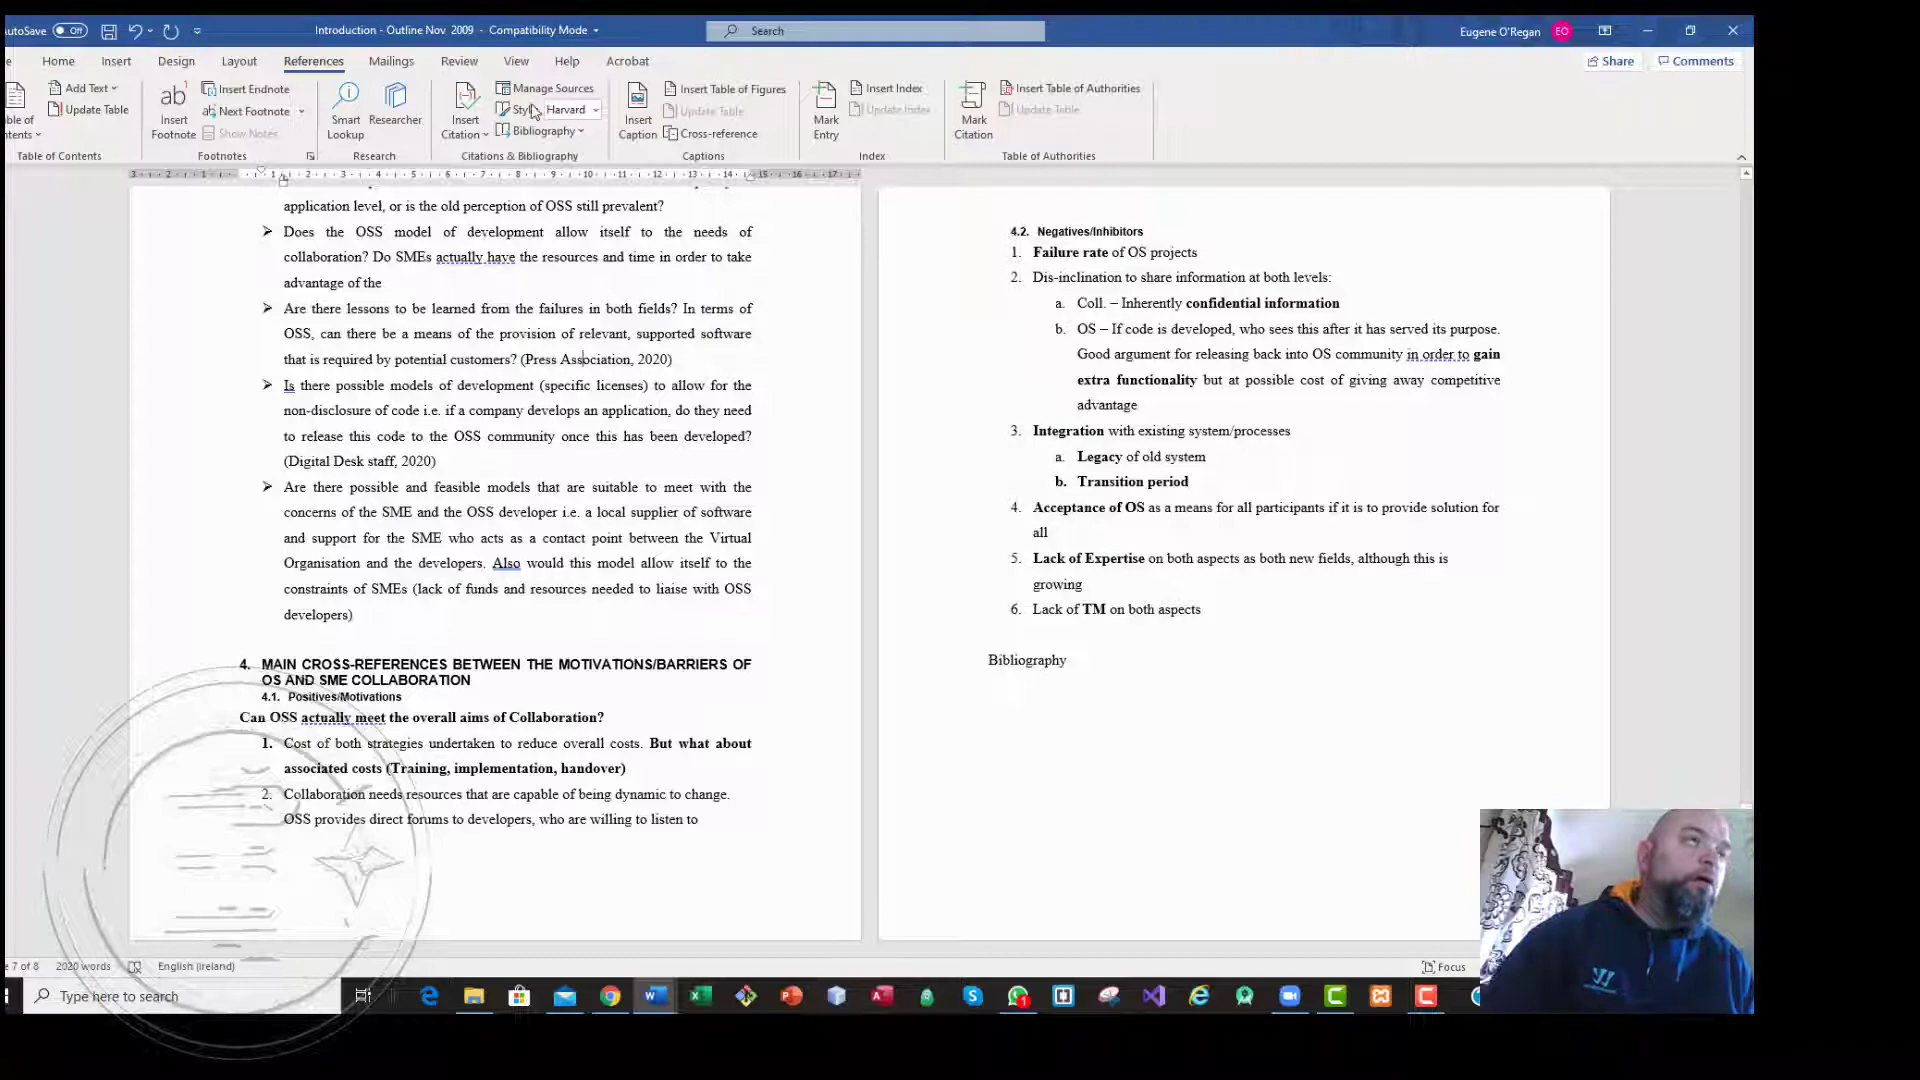 AutoSave Off
Introduction - Outline Nov. 2009 - Compatibility Mode
Search
Eugene O'Regan EO
Home Insert Design Layout References Mailings Review View Help Acrobat
Share Comments
Add Text
Update Table
Table of Contents
ab
Insert Footnote
Insert Endnote
Next Footnote
Show Notes
Footnotes
Smart Lookup
Researcher
Research
Insert Citation
Manage Sources
Harvard
Bibliography
Citations & Bibliography
Insert Caption
Insert Table of Figures
Update Table
Cross-reference
Captions
Mark Entry
Insert Index
Update Index
Index
Mark Citation
Insert Table of Authorities
Update Table
Table of Authorities
application level, or is the old perception of OSS still prevalent?
Does the OSS model of development allow itself to the needs of
collaboration? Do SMEs actually have the resources and time in order to take
advantage of the
Are there lessons to be learned from the failures in both fields? In terms of
OSS, can there be a means of the provision of relevant, supported software
that is required by potential customers? (Press Association, 2020)
Is there possible models of development (specific licenses) to allow for the
non-disclosure of code i.e. if a company develops an application, do they need
to release this code to the OSS community once this has been developed?
(Digital Desk staff, 2020)
Are there possible and feasible models that are suitable to meet with the
concerns of the SME and the OSS developer i.e. a local supplier of software
and support for the SME who acts as a contact point between the Virtual
Organisation and the developers. Also would this model allow itself to the
constraints of SMEs (lack of funds and resources needed to liaise with OSS
developers)
4. MAIN CROSS-REFERENCES BETWEEN THE MOTIVATIONS/BARRIERS OF
OS AND SME COLLABORATION
4.1. Positives/Motivations
Can OSS actually meet the overall aims of Collaboration?
1. Cost of both strategies undertaken to reduce overall costs. But what about
associated costs (Training, implementation, handover)
2. Collaboration needs resources that are capable of being dynamic to change.
OSS provides direct forums to developers, who are willing to listen to
4.2. Negatives/Inhibitors
1. Failure rate of OS projects
2. Dis-inclination to share information at both levels:
a. Coll. – Inherently confidential information
b. OS – If code is developed, who sees this after it has served its purpose.
Good argument for releasing back into OS community in order to gain
extra functionality but at possible cost of giving away competitive
advantage
3. Integration with existing system/processes
a. Legacy of old system
b. Transition period
4. Acceptance of OS as a means for all participants if it is to provide solution for
all
5. Lack of Expertise on both aspects as both new fields, although this is
growing
6. Lack of TM on both aspects
Bibliography
7 of 8 2020 words English (Ireland)
Focus
Type here to search